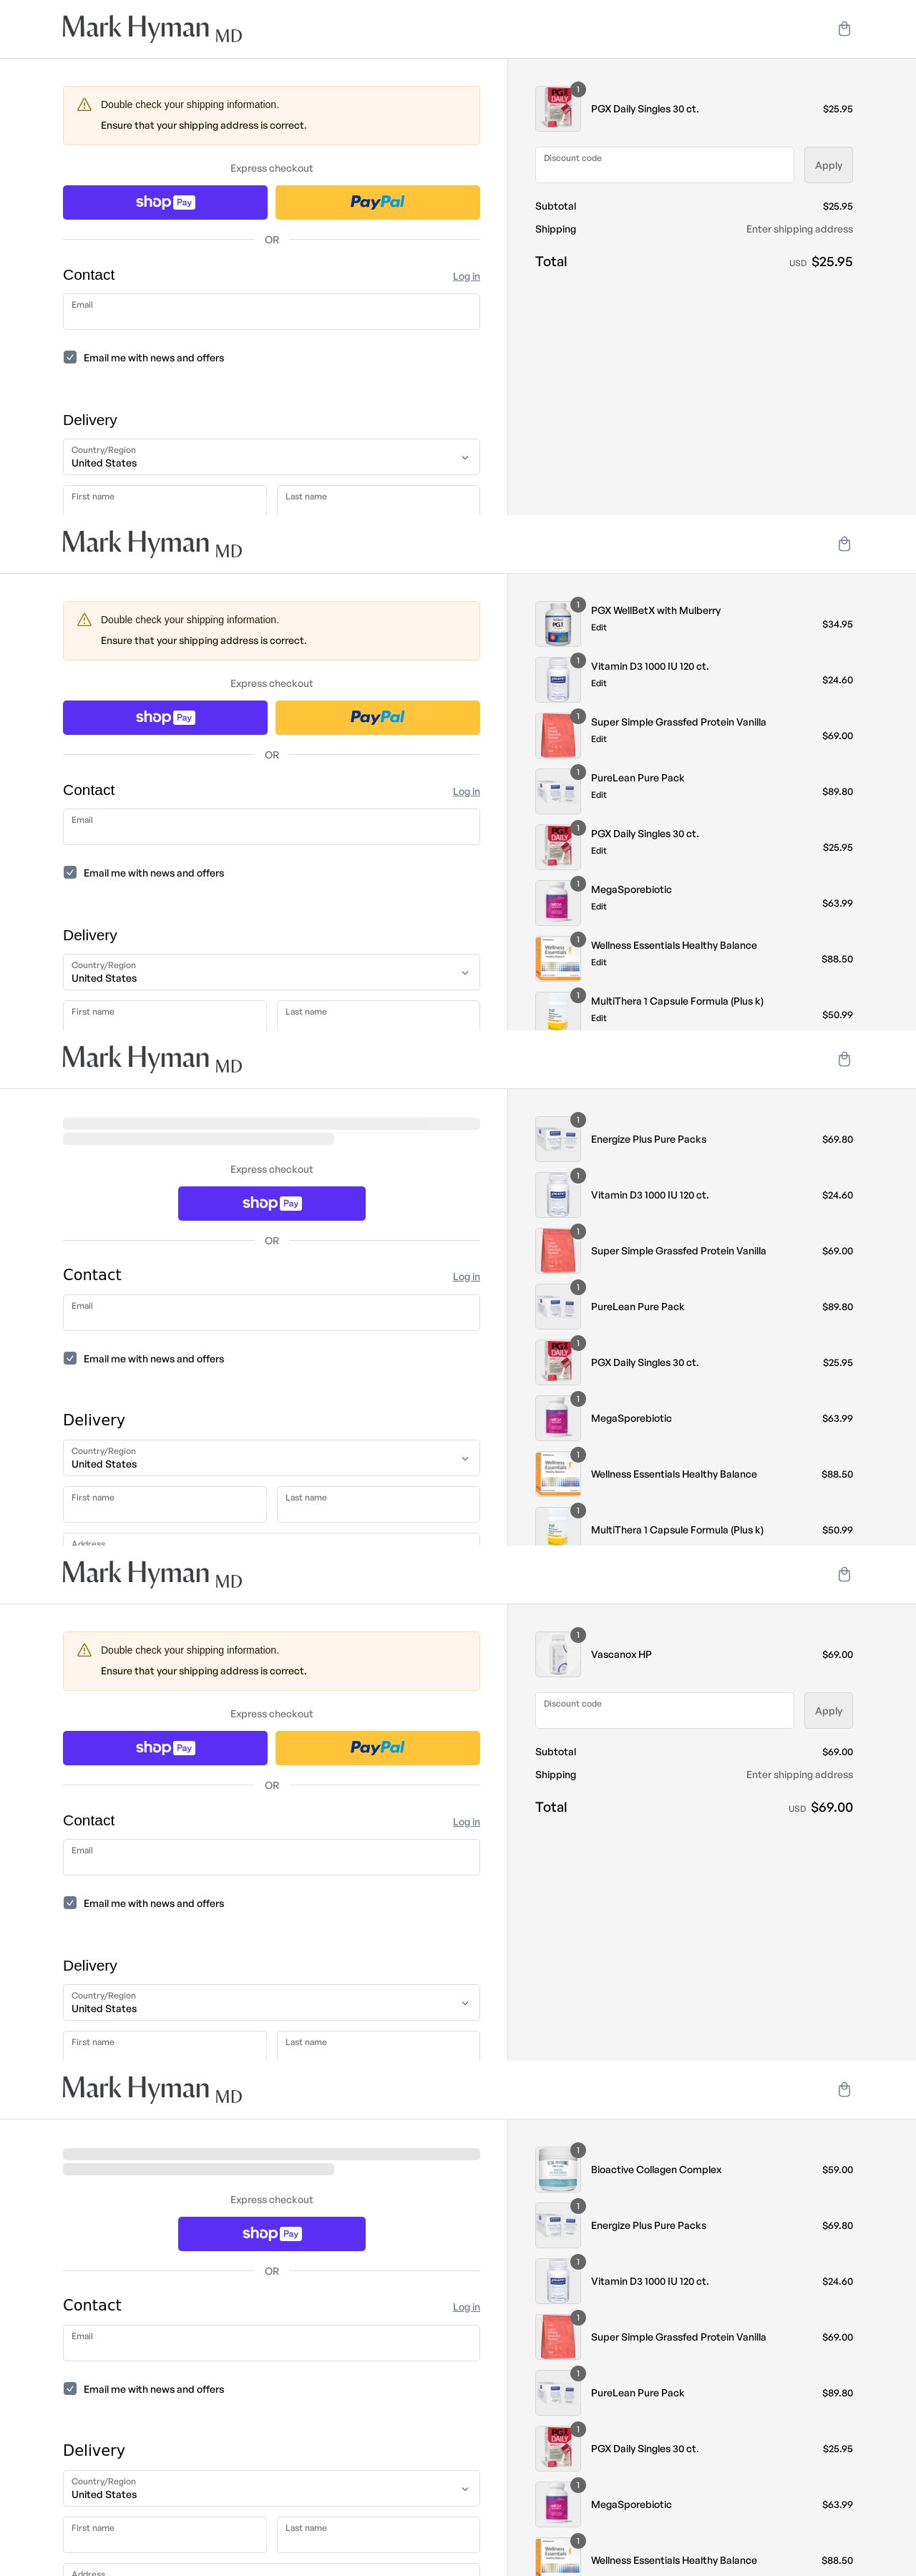 Mark Hyman MD
Double check your shipping information.
Ensure that your shipping address is correct.
Express checkout
shop Pay
PayPal
OR
Contact
Log in
Email
Email me with news and offers
Delivery
Country/Region
United States
First name
Last name
1
PGX Daily Singles 30 ct.
$25.95
Discount code
Apply
Subtotal
$25.95
Shipping
Enter shipping address
Total
USD $25.95
Mark Hyman MD
Double check your shipping information.
Ensure that your shipping address is correct.
Express checkout
shop Pay
PayPal
OR
Contact
Log in
Email
Email me with news and offers
Delivery
Country/Region
United States
First name
Last name
1
PGX WellBetX with Mulberry
Edit
$34.95
1
Vitamin D3 1000 IU 120 ct.
Edit
$24.60
1
Super Simple Grassfed Protein Vanilla
Edit
$69.00
1
PureLean Pure Pack
Edit
$89.80
1
PGX Daily Singles 30 ct.
Edit
$25.95
1
MegaSporebiotic
Edit
$63.99
1
Wellness Essentials Healthy Balance
Edit
$88.50
1
MultiThera 1 Capsule Formula (Plus k)
Edit
$50.99
Mark Hyman MD
Express checkout
shop Pay
OR
Contact
Log in
Email
Email me with news and offers
Delivery
Country/Region
United States
First name
Last name
Address
1
Energize Plus Pure Packs
$69.80
1
Vitamin D3 1000 IU 120 ct.
$24.60
1
Super Simple Grassfed Protein Vanilla
$69.00
1
PureLean Pure Pack
$89.80
1
PGX Daily Singles 30 ct.
$25.95
1
MegaSporebiotic
$63.99
1
Wellness Essentials Healthy Balance
$88.50
1
MultiThera 1 Capsule Formula (Plus k)
$50.99
Mark Hyman MD
Double check your shipping information.
Ensure that your shipping address is correct.
Express checkout
shop Pay
PayPal
OR
Contact
Log in
Email
Email me with news and offers
Delivery
Country/Region
United States
First name
Last name
1
Vascanox HP
$69.00
Discount code
Apply
Subtotal
$69.00
Shipping
Enter shipping address
Total
USD $69.00
Mark Hyman MD
Express checkout
shop Pay
OR
Contact
Log in
Email
Email me with news and offers
Delivery
Country/Region
United States
First name
Last name
Address
1
Bioactive Collagen Complex
$59.00
1
Energize Plus Pure Packs
$69.80
1
Vitamin D3 1000 IU 120 ct.
$24.60
1
Super Simple Grassfed Protein Vanilla
$69.00
1
PureLean Pure Pack
$89.80
1
PGX Daily Singles 30 ct.
$25.95
1
MegaSporebiotic
$63.99
1
Wellness Essentials Healthy Balance
$88.50